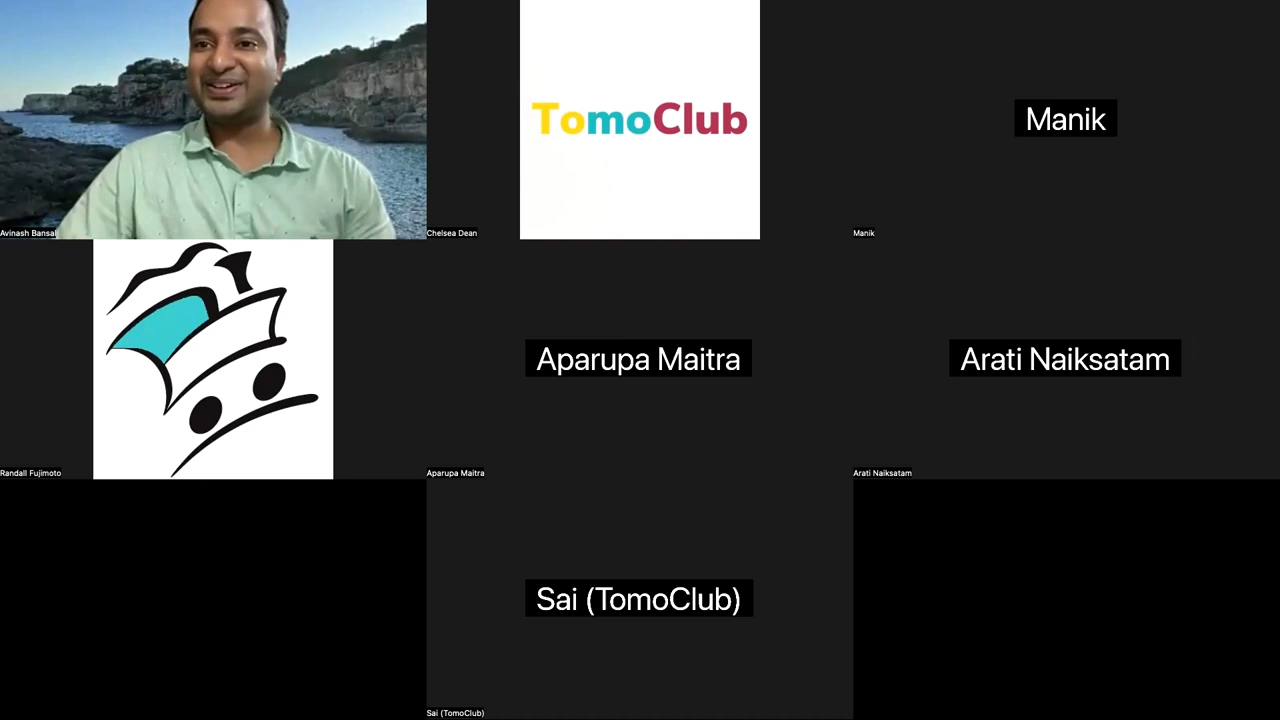 Avinash Bansal
TomoClub
Chelsea Dean
Manik
Manik
Randall Fujimoto
Aparupa Maitra
Aparupa Maitra
Arati Naiksatam
Arati Naiksatam
Sai (TomoClub)
Sai (TomoClub)